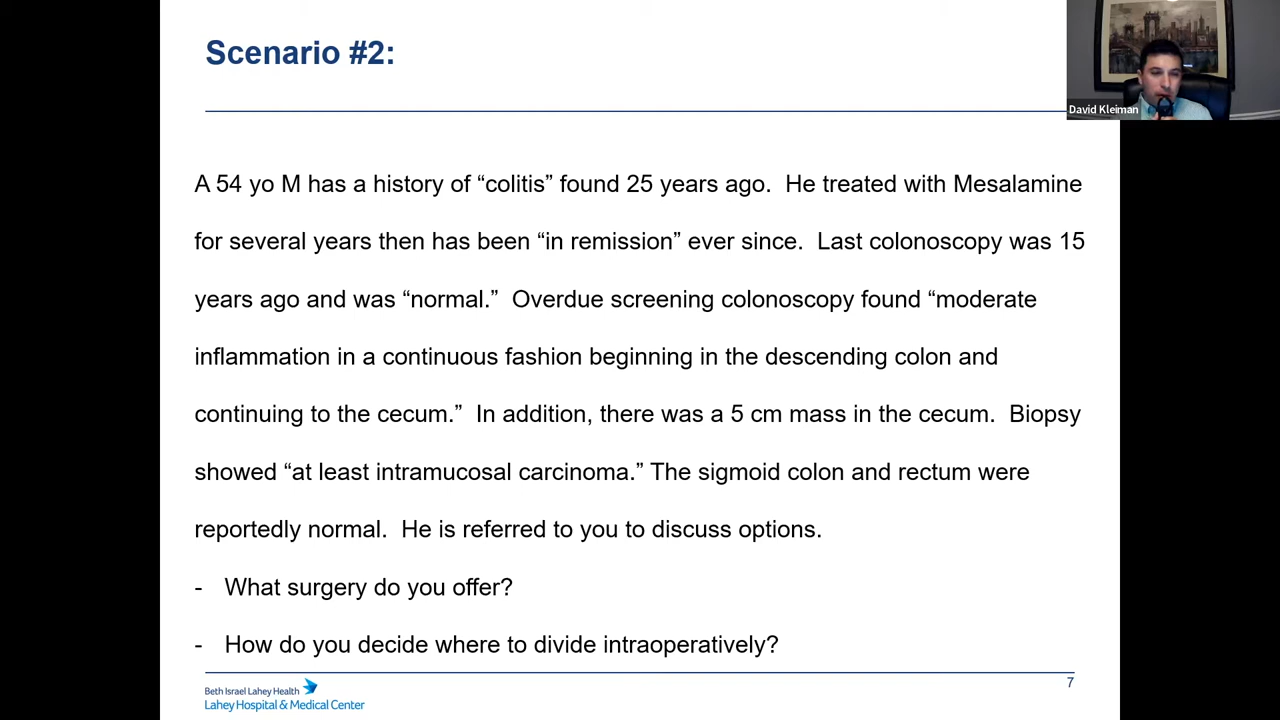 Scenario #2:
David Kleiman
A 54 yo M has a history of “colitis” found 25 years ago.  He treated with Mesalamine
for several years then has been “in remission” ever since.  Last colonoscopy was 15
years ago and was “normal.”  Overdue screening colonoscopy found “moderate
inflammation in a continuous fashion beginning in the descending colon and
continuing to the cecum.”  In addition, there was a 5 cm mass in the cecum.  Biopsy
showed “at least intramucosal carcinoma.” The sigmoid colon and rectum were
reportedly normal.  He is referred to you to discuss options.
- What surgery do you offer?
- How do you decide where to divide intraoperatively?
7
Beth Israel Lahey Health
Lahey Hospital & Medical Center